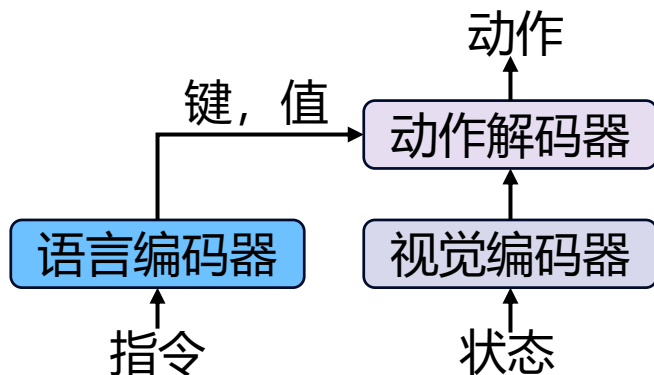 动作
键，值
动作解码器
语言编码器
视觉编码器
指令
状态